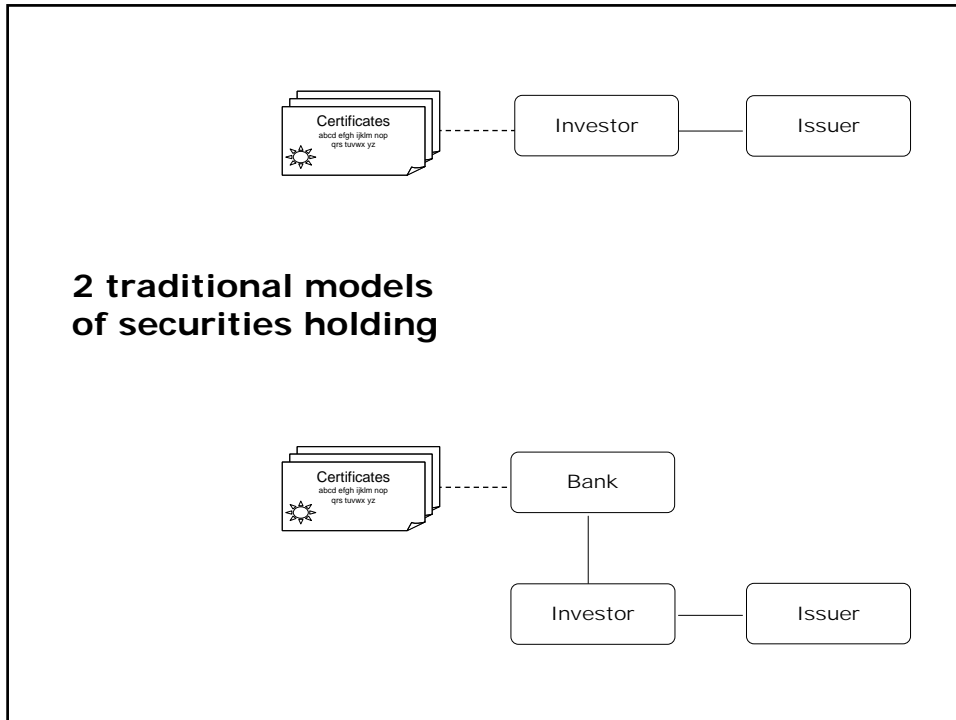 Certificates
abcd efgh ijklm nop
qrs tuvwx yz
Investor
Issuer
2 traditional models
of securities holding
Certificates
abcd efgh ijklm nop
qrs tuvwx yz
Bank
Investor
Issuer